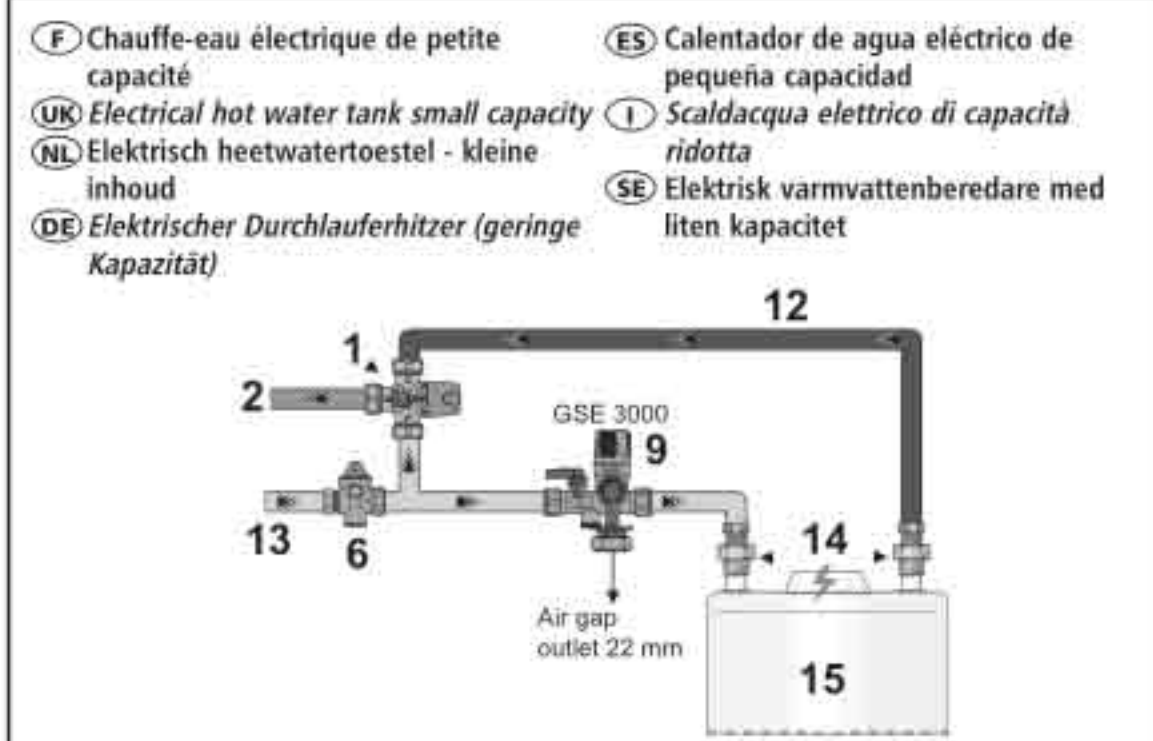 F Chauffe-eau électrique de petite
capacité
UK Electrical hot water tank small capacity
NL Elektrisch heetwatertoestel - kleine
inhoud
DE Elektrischer Durchlauferhitzer (geringe
Kapazität)
ES Calentador de agua eléctrico de
pequeña capacidad
I Scaldacqua elettrico di capacità
ridotta
SE Elektrisk varmvattenberedare med
liten kapacitet
12
1
2
GSE 3000
9
13
6
14
Air gap
outlet 22 mm
15